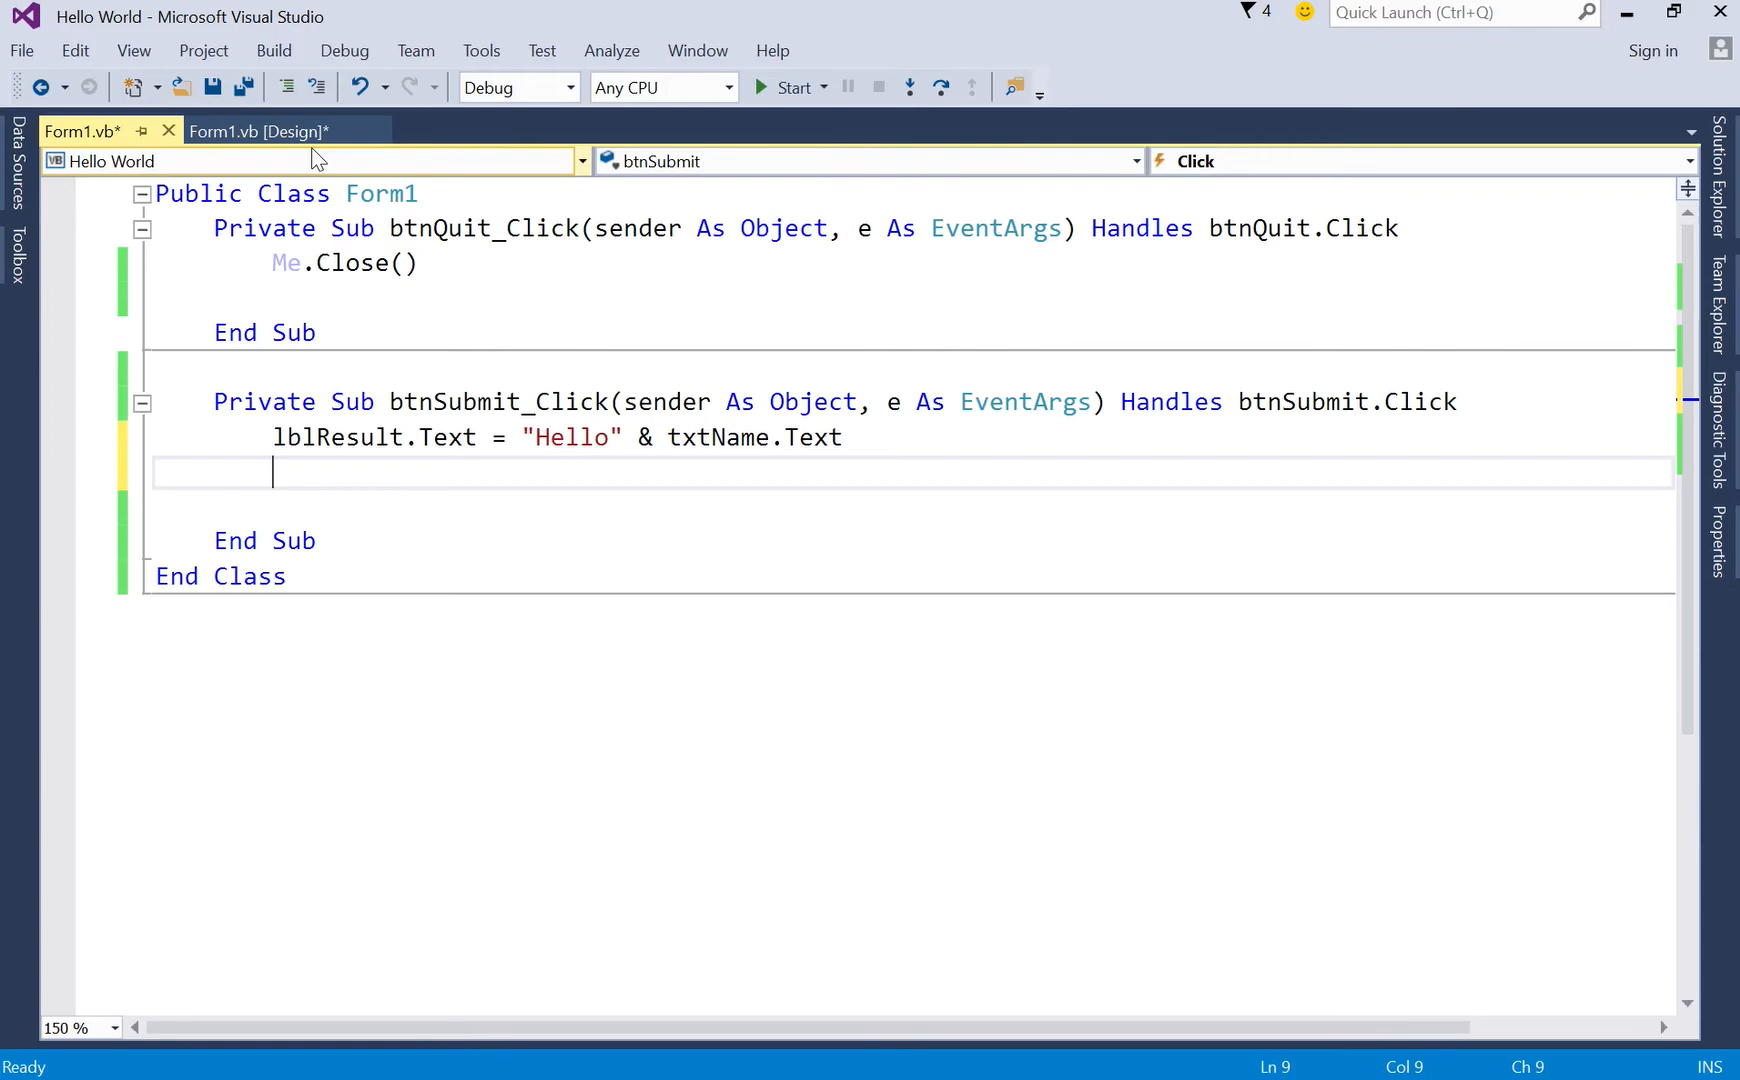 Hello World - Microsoft Visual Studio
4
Quick Launch (Ctrl+Q)
File Edit View Project Build Debug Team Tools Test Analyze Window Help
Sign in
Debug
Any CPU
Start
Form1.vb*
Form1.vb [Design]*
VB Hello World
btnSubmit
Click
Data Sources
Toolbox
Public Class Form1
Private Sub btnQuit_Click(sender As Object, e As EventArgs) Handles btnQuit.Click
Me.Close()
End Sub
Private Sub btnSubmit_Click(sender As Object, e As EventArgs) Handles btnSubmit.Click
lblResult.Text = "Hello" & txtName.Text
End Sub
End Class
Solution Explorer
Team Explorer
Diagnostic Tools
Properties
150 %
Ready
Ln 9
Col 9
Ch 9
INS